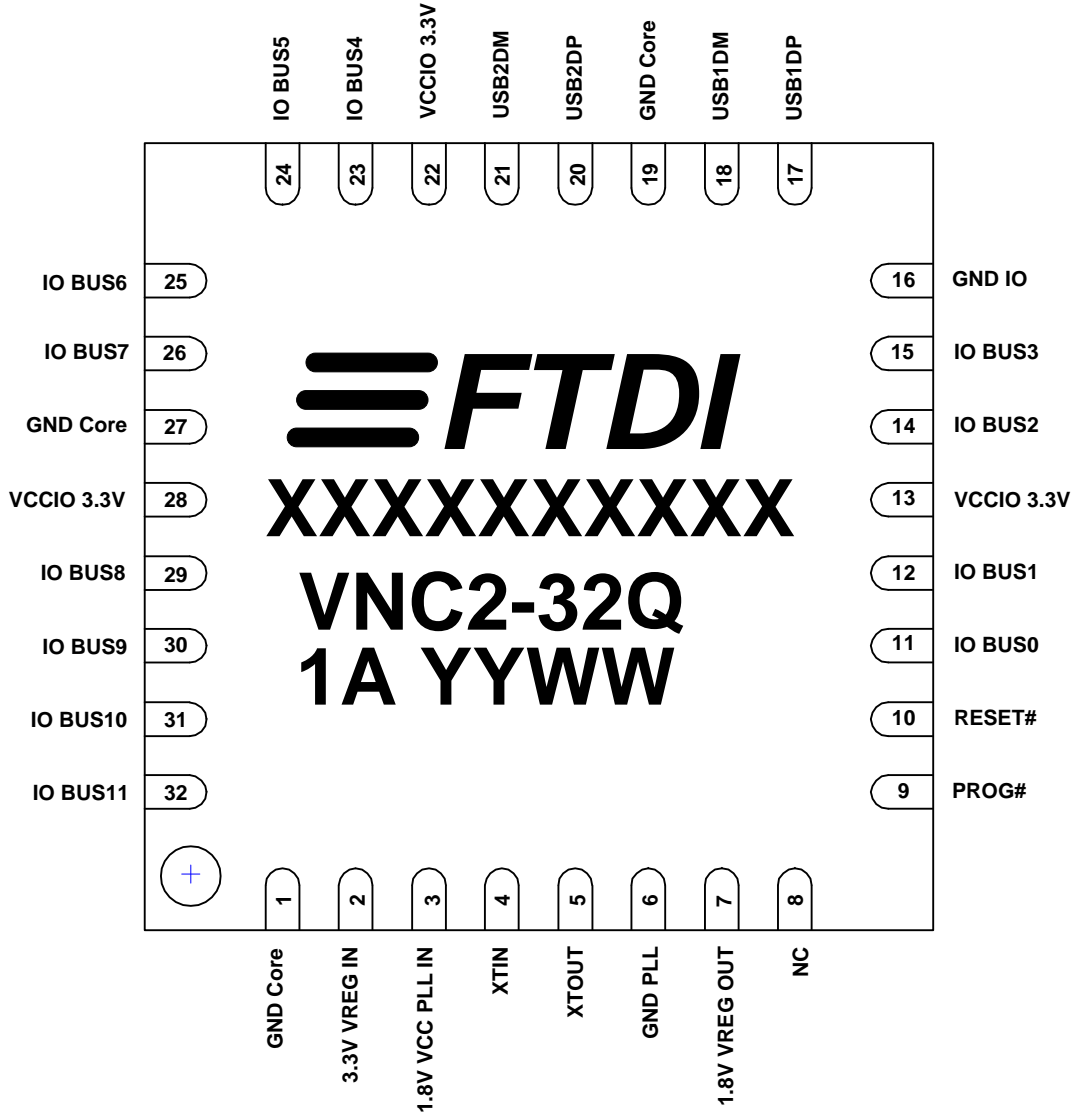 IO BUS5
IO BUS4
VCCIO 3.3V
USB2DM
USB2DP
GND Core
USB1DM
USB1DP
24
23
22
21
20
19
18
17
IO BUS6
25
16
GND IO
IO BUS7
26
15
IO BUS3
GND Core
27
14
IO BUS2
VCCIO 3.3V
28
13
VCCIO 3.3V
IO BUS8
29
12
IO BUS1
IO BUS9
30
11
IO BUS0
IO BUS10
31
10
RESET#
IO BUS11
32
9
PROG#
FTDI
XXXXXXXXXX
VNC2-32Q
1A YYWW
1
2
3
4
5
6
7
8
GND Core
3.3V VREG IN
1.8V VCC PLL IN
XTIN
XTOUT
GND PLL
1.8V VREG OUT
NC